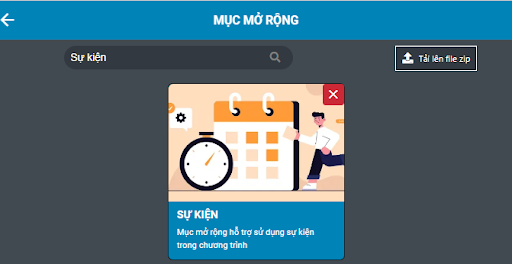 MỤC MỞ RỘNG
Sự kiện
Tải lên file zip
SỰ KIỆN
Mục mở rộng hỗ trợ sử dụng sự kiện
trong chương trình